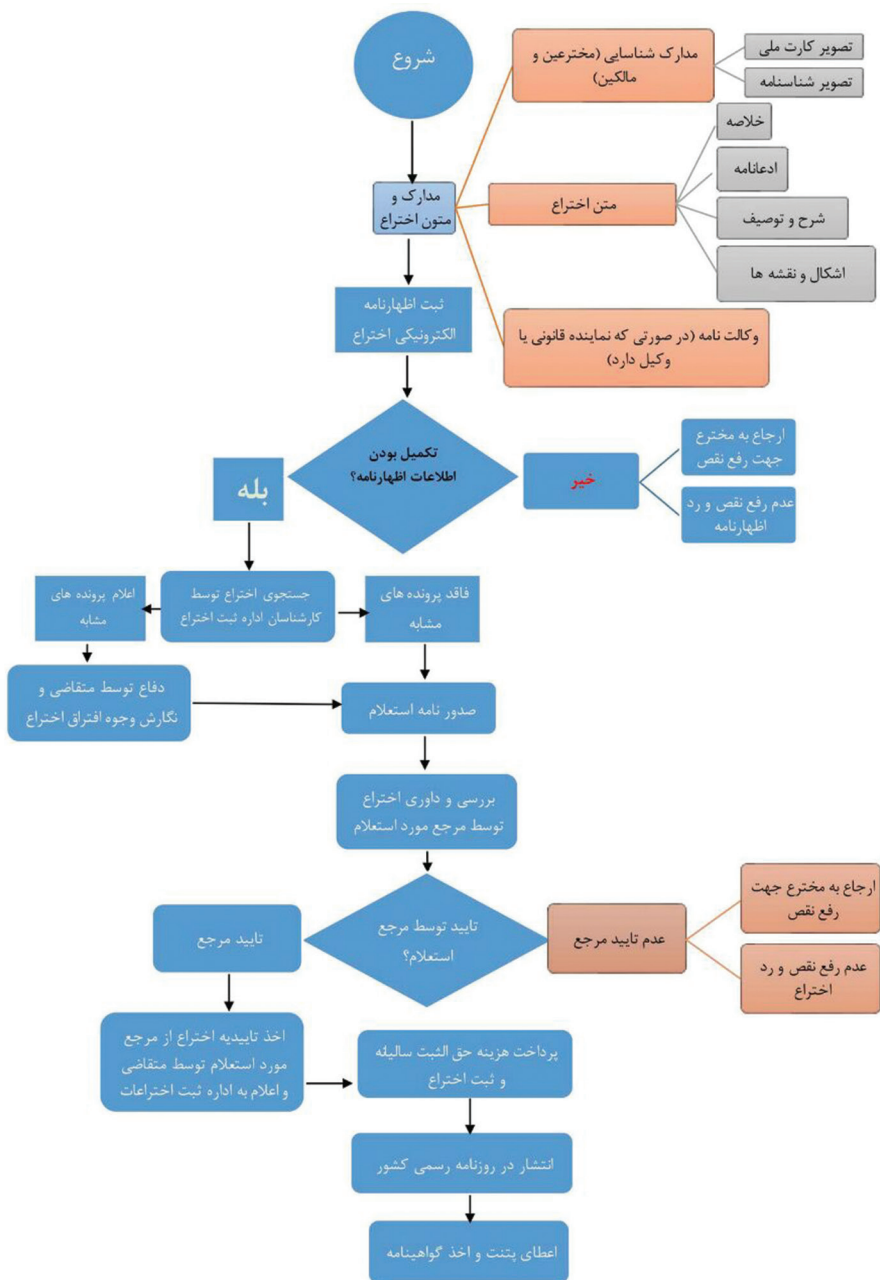 شروع
مدارک شناسایی (مخترعین و
مالکین)
تصویر کارت ملی
تصویر شناسنامه
خلاصه
ادعانامه
مدارک و
متون اختراع
متن اختراع
شرح و توصیف
اشکال و نقشه ها
ثبت اظهارنامه
الکترونیکی اختراع
وکالت نامه (در صورتی که نماینده قانونی یا
وکیل دارد)
تکمیل بودن
اطلاعات اظهارنامه؟
خیر
ارجاع به مخترع
جهت رفع نقص
عدم رفع نقص و رد
اظهارنامه
بله
فاقد پرونده های
مشابه
جستجوی اختراع توسط
کارشناسان اداره ثبت اختراع
اعلام پرونده های
مشابه
صدور نامه استعلام
دفاع توسط متقاضی و
نگارش وجوه افتراق اختراع
بررسی و داوری اختراع
توسط مرجع مورد استعلام
تایید توسط مرجع
استعلام؟
عدم تایید مرجع
ارجاع به مخترع جهت
رفع نقص
عدم رفع نقص و رد
اختراع
تایید مرجع
اخذ تاییدیه اختراع از مرجع
مورد استعلام توسط متقاضی
و اعلام به اداره ثبت اختراعات
پرداخت هزینه حق الثبت سالیانه
و ثبت اختراع
انتشار در روزنامه رسمی کشور
اعطای پتنت و اخذ گواهینامه